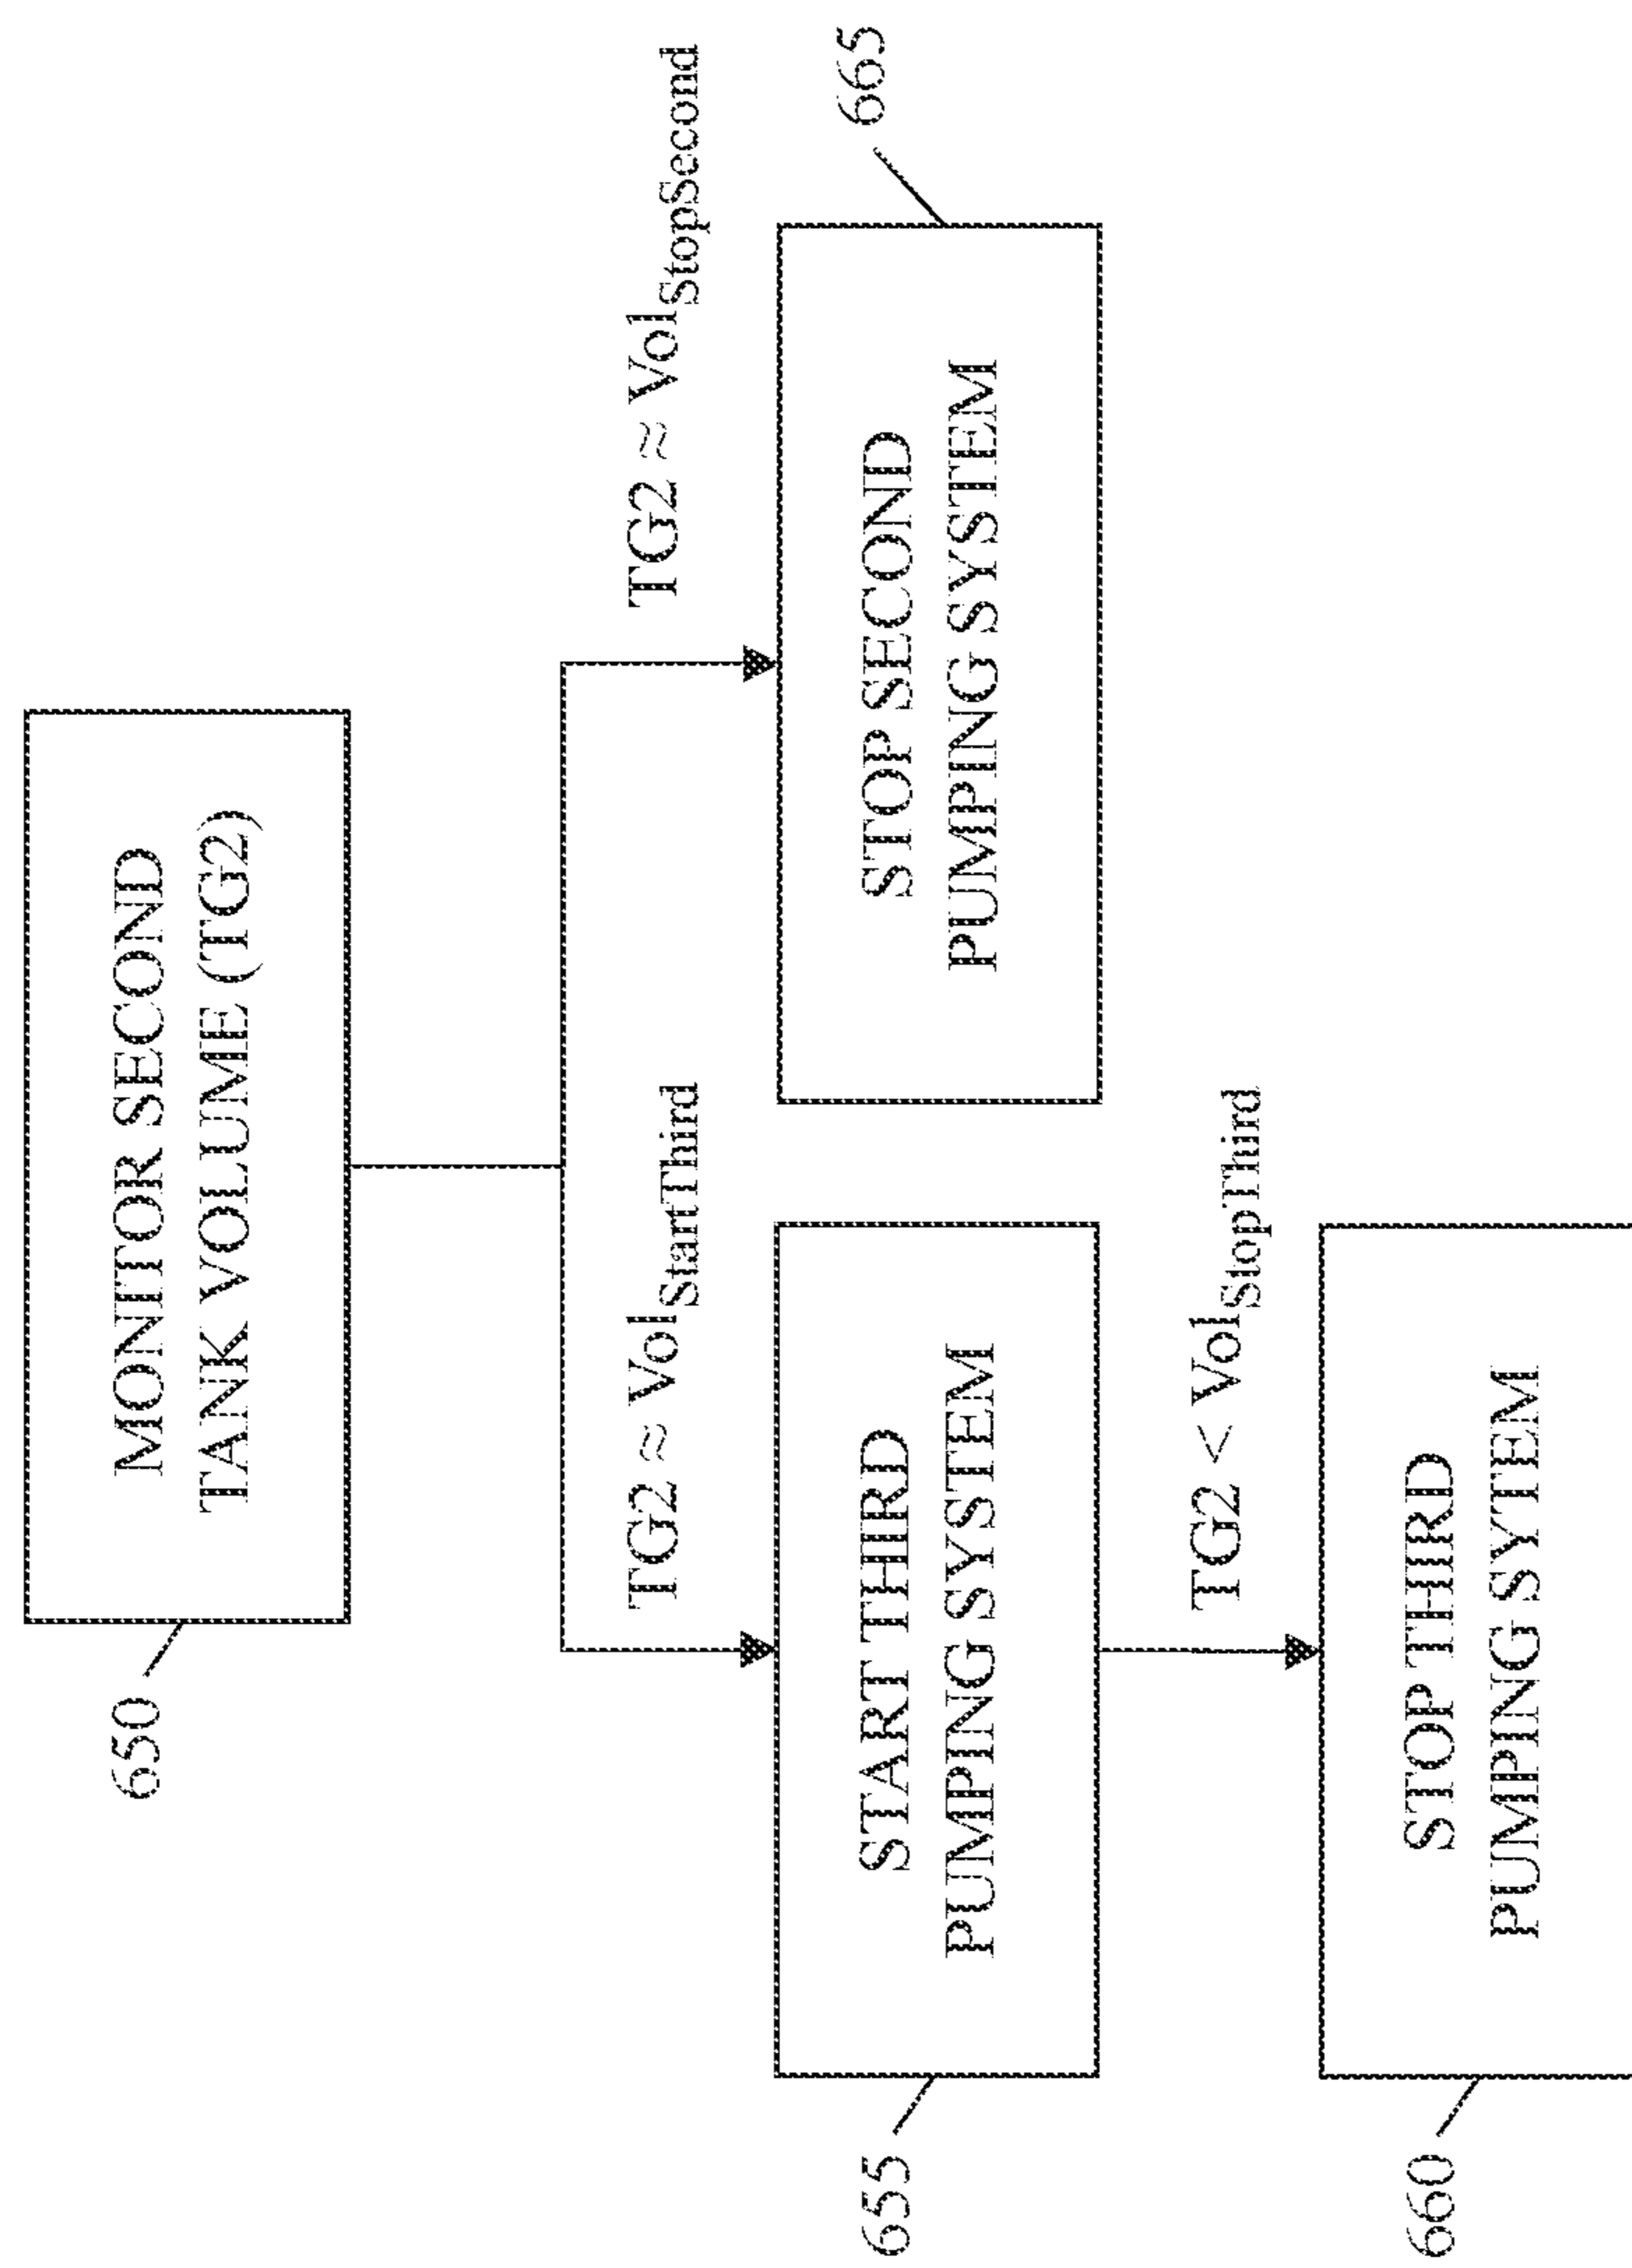 650
MONITOR SECOND
TANK VOLUME (TG2)
TG2 ≈ VolStartThird
TG2 ≈ VolStopSecond
655
START THIRD
PUMPING SYSTEM
STOP SECOND
PUMPING SYSTEM
665
TG2 < VolStopThird
660
STOP THIRD
PUMPING SYTEM